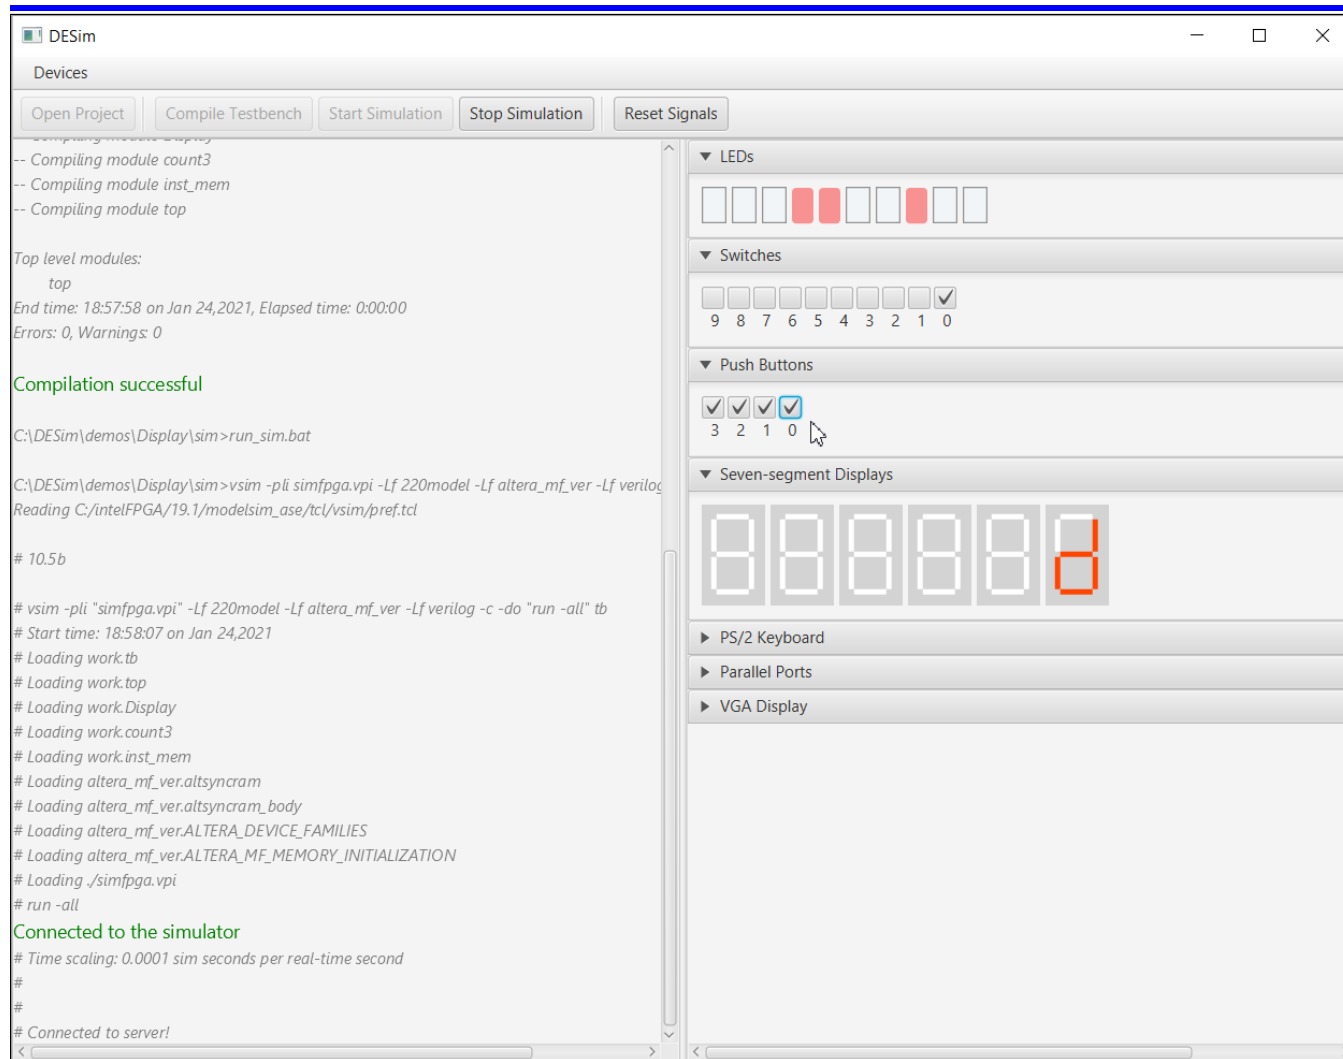 DESim
Devices
Open Project Compile Testbench Start Simulation Stop Simulation Reset Signals
-- Compiling module Display
-- Compiling module count3
-- Compiling module inst_mem
-- Compiling module top
Top level modules:
top
End time: 18:57:58 on Jan 24,2021, Elapsed time: 0:00:00
Errors: 0, Warnings: 0
Compilation successful
C:\DESim\demos\Display\sim>run_sim.bat
C:\DESim\demos\Display\sim>vsim -pli simfpga.vpi -Lf 220model -Lf altera_mf_ver -Lf verilog
Reading C:/intelFPGA/19.1/modelsim_ase/tcl/vsim/pref.tcl
# 10.5b
# vsim -pli "simfpga.vpi" -Lf 220model -Lf altera_mf_ver -Lf verilog -c -do "run -all" tb
# Start time: 18:58:07 on Jan 24,2021
# Loading work.tb
# Loading work.top
# Loading work.Display
# Loading work.count3
# Loading work.inst_mem
# Loading altera_mf_ver.altsyncram
# Loading altera_mf_ver.altsyncram_body
# Loading altera_mf_ver.ALTERA_DEVICE_FAMILIES
# Loading altera_mf_ver.ALTERA_MF_MEMORY_INITIALIZATION
# Loading ./simfpga.vpi
# run -all
Connected to the simulator
# Time scaling: 0.0001 sim seconds per real-time second
#
#
# Connected to server!
LEDs
Switches
9 8 7 6 5 4 3 2 1 0
Push Buttons
3 2 1 0
Seven-segment Displays
d
PS/2 Keyboard
Parallel Ports
VGA Display